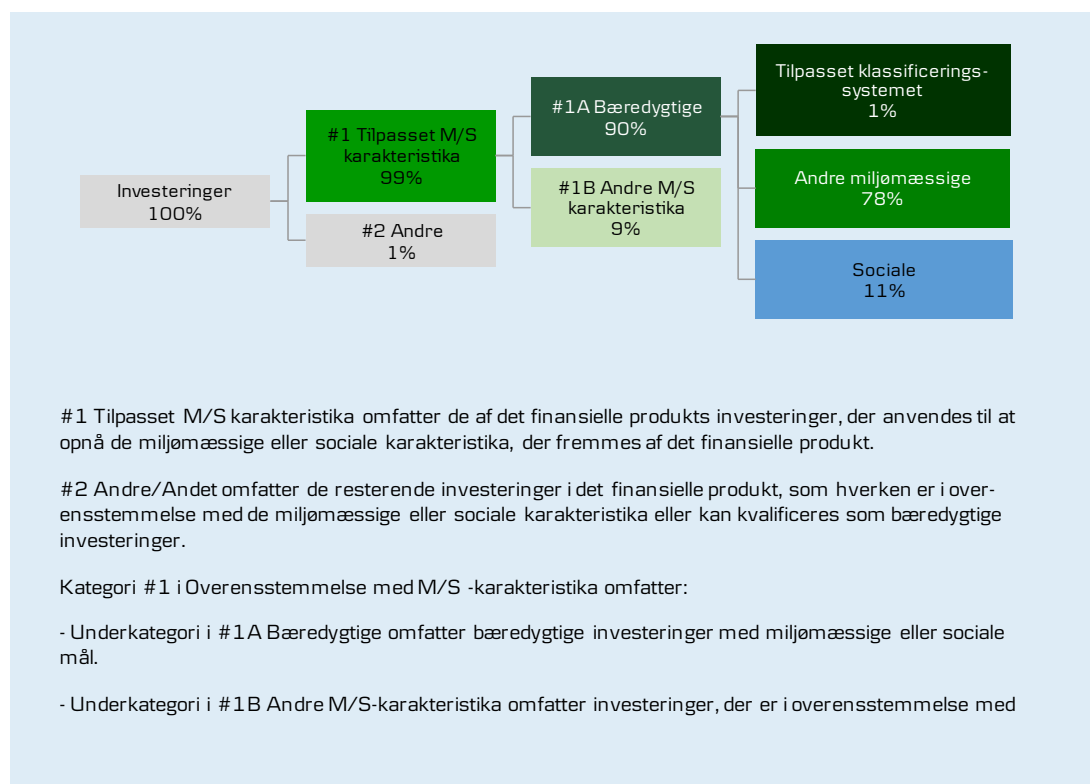 Investeringer
100%
#1 Tilpasset M/S
karakteristika
99%
#2 Andre
1%
#1A Bæredygtige
90%
#1B Andre M/S
karakteristika
9%
Tilpasset klassificerings-
systemet
1%
Andre miljømæssige
78%
Sociale
11%
#1 Tilpasset M/S karakteristika omfatter de af det finansielle produkts investeringer, der anvendes til at
opnå de miljømæssige eller sociale karakteristika, der fremmes af det finansielle produkt.
#2 Andre/Andet omfatter de resterende investeringer i det finansielle produkt, som hverken er i over-
ensstemmelse med de miljømæssige eller sociale karakteristika eller kan kvalificeres som bæredygtige
investeringer.
Kategori #1 i Overensstemmelse med M/S -karakteristika omfatter:
- Underkategori i #1A Bæredygtige omfatter bæredygtige investeringer med miljømæssige eller sociale
mål.
- Underkategori i #1B Andre M/S-karakteristika omfatter investeringer, der er i overensstemmelse med